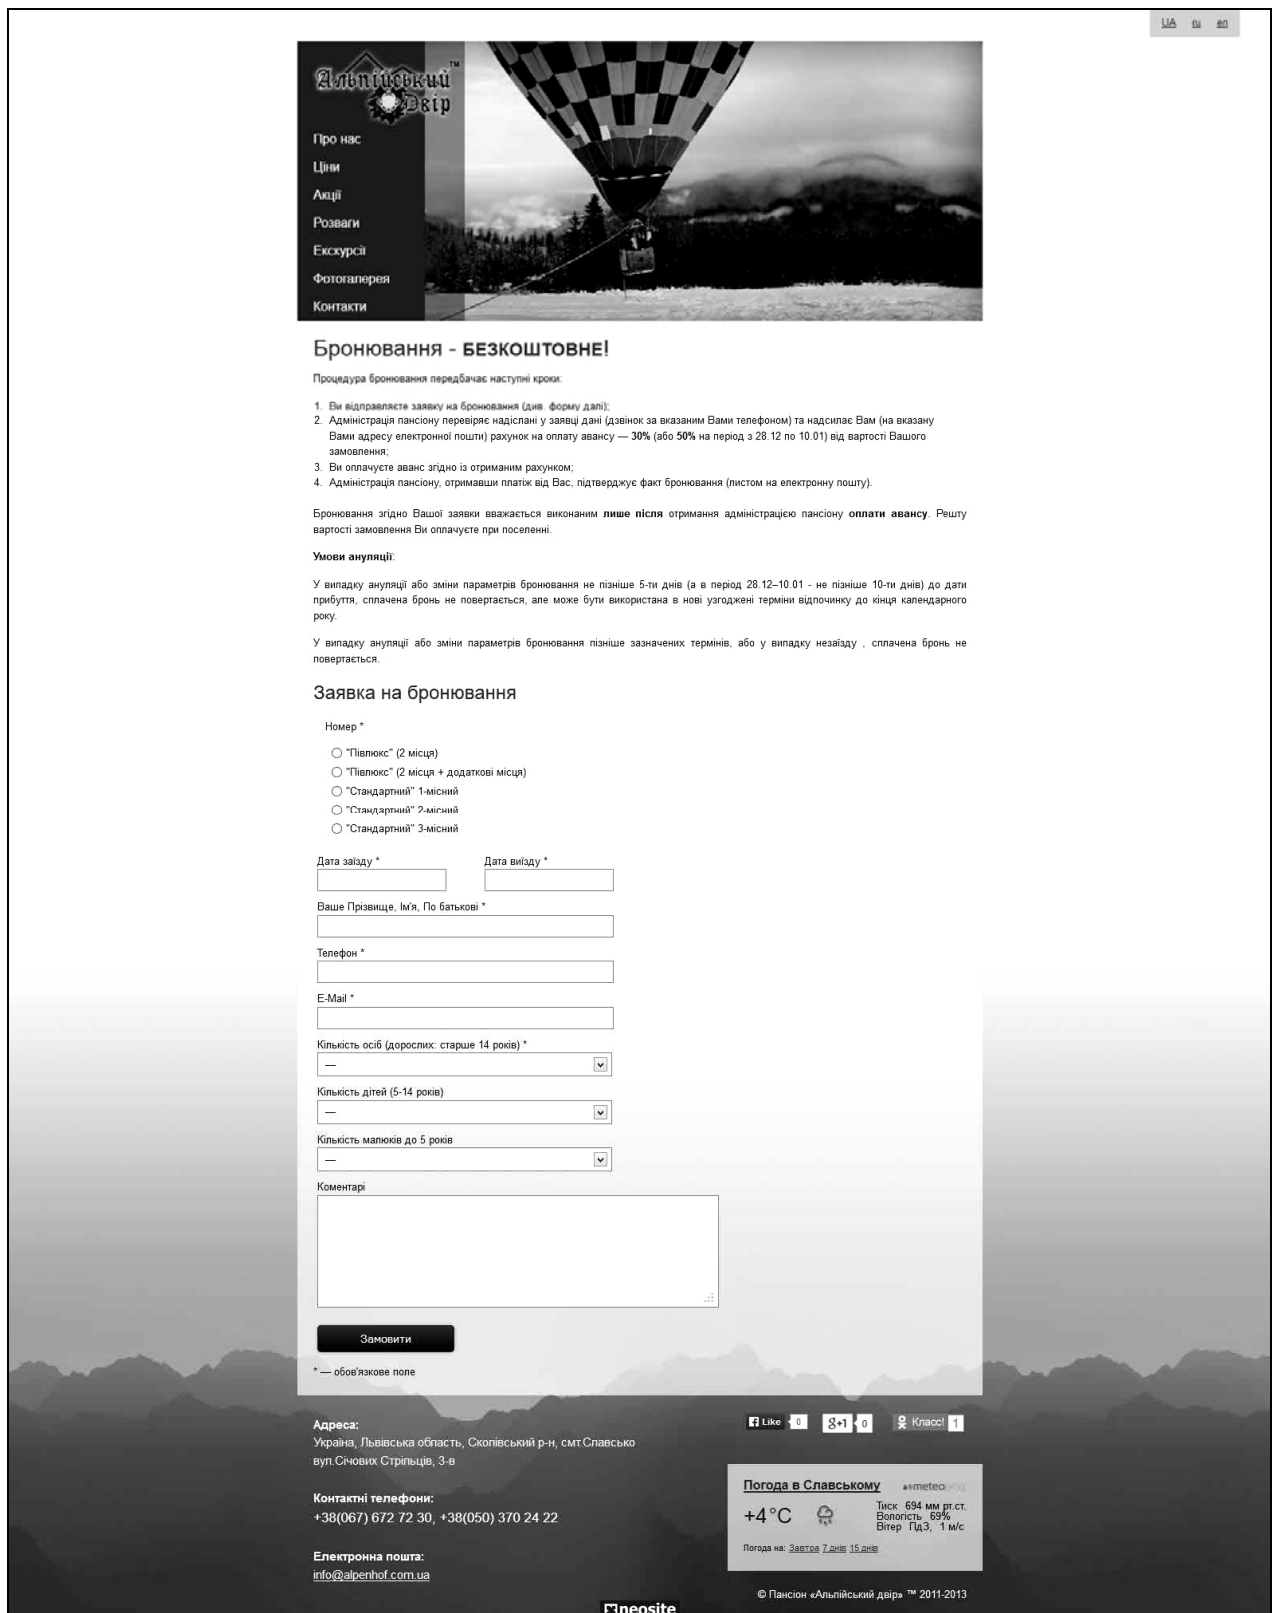 UA ru en
Альпійський ™
Двір
Про нас
Ціни
Акції
Розваги
Екскурсії
Фотогалерея
Контакти
Бронювання - БЕЗКОШТОВНЕ!
Процедура бронювання передбачає наступні кроки:
1. Ви відправляєте заявку на бронювання (див. форму далі);
2. Адміністрація пансіону перевіряє надіслані у заявці дані (дзвінок за вказаним Вами телефоном) та надсилає Вам (на вказану
Вами адресу електронної пошти) рахунок на оплату авансу — 30% (або 50% на період з 28.12 по 10.01) від вартості Вашого
замовлення;
3. Ви оплачуєте аванс згідно із отриманим рахунком;
4. Адміністрація пансіону, отримавши платіж від Вас, підтверджує факт бронювання (листом на електронну пошту).
Бронювання згідно Вашої заявки вважається виконаним лише після отримання адміністрацією пансіону оплати авансу. Решту
вартості замовлення Ви оплачуєте при поселенні.
Умови ануляції:
У випадку ануляції або зміни параметрів бронювання не пізніше 5-ти днів (а в період 28.12–10.01 - не пізніше 10-ти днів) до дати
прибуття, сплачена бронь не повертається, але може бути використана в нові узгоджені терміни відпочинку до кінця календарного
року.
У випадку ануляції або зміни параметрів бронювання пізніше зазначених термінів, або у випадку незаїзду , сплачена бронь не
повертається.
Заявка на бронювання
Номер *
"Півлюкс" (2 місця)
"Півлюкс" (2 місця + додаткові місця)
"Стандартний" 1-місний
"Стандартний" 2-місний
"Стандартний" 3-місний
Дата заїзду * Дата виїзду *
Ваше Прізвище, Ім'я, По батькові *
Телефон *
E-Mail *
Кількість осіб (дорослих: старше 14 років) *
—
Кількість дітей (5-14 років)
—
Кількість малюків до 5 років
—
Коментарі
Замовити
* — обов'язкове поле
Адреса:
Україна, Львівська область, Сколівський р-н, смт.Славсько
вул.Січових Стрільців, 3-в
Контактні телефони:
+38(067) 672 72 30, +38(050) 370 24 22
Електронна пошта:
info@alpenhof.com.ua
Like 0 g+1 0 Класс! 1
Погода в Славському meteo
+4°C
Тиск 694 мм рт.ст.
Вологість 69%
Вітер ПдЗ, 1 м/с
Погода на: Завтра 7 днів 15 днів
© Пансіон «Альпійський двір» ™ 2011-2013
neosite